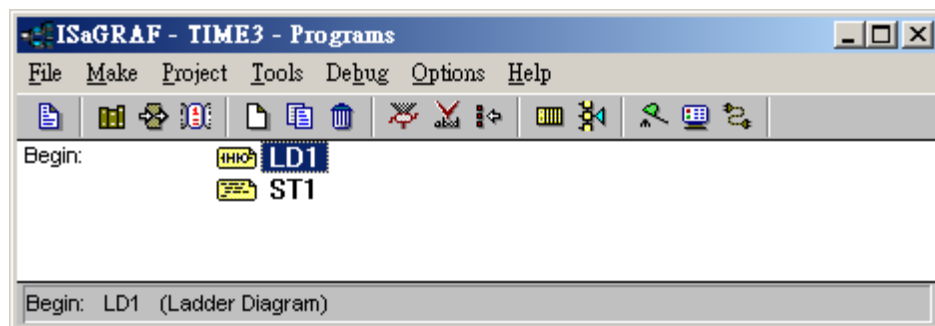 ISaGRAF - TIME3 - Programs
File Make Project Tools Debug Options Help
Begin: LD1
ST1
Begin: LD1 (Ladder Diagram)